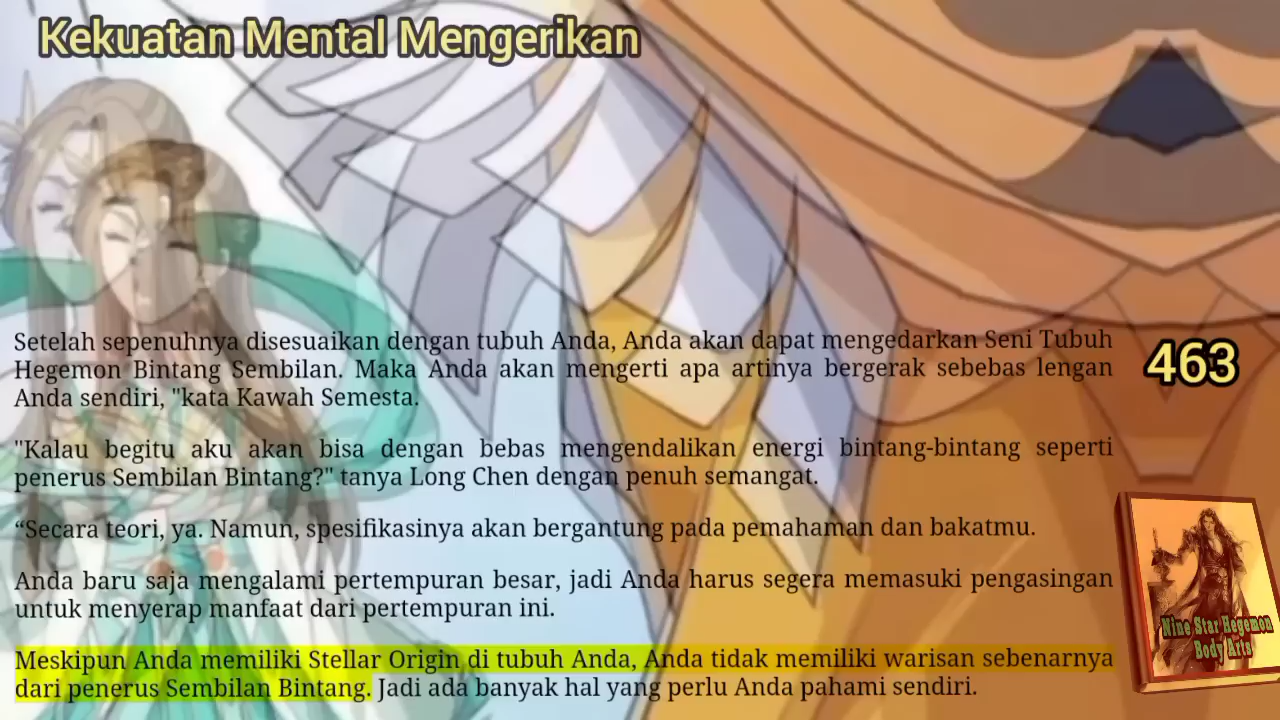 Kekuatan Mental Mengerikan
Setelah sepenuhnya disesuaikan dengan tubuh Anda, Anda akan dapat mengedarkan Seni Tubuh
Hegemon Bintang Sembilan. Maka Anda akan mengerti apa artinya bergerak sebebas lengan
Anda sendiri, "kata Kawah Semesta.
463
"Kalau begitu aku akan bisa dengan bebas mengendalikan energi bintang-bintang seperti
penerus Sembilan Bintang?" tanya Long Chen dengan penuh semangat.
“Secara teori, ya. Namun, spesifikasinya akan bergantung pada pemahaman dan bakatmu.
Anda baru saja mengalami pertempuran besar, jadi Anda harus segera memasuki pengasingan
untuk menyerap manfaat dari pertempuran ini.
Meskipun Anda memiliki Stellar Origin di tubuh Anda, Anda tidak memiliki warisan sebenarnya
dari penerus Sembilan Bintang. Jadi ada banyak hal yang perlu Anda pahami sendiri.
Nine Star Hegemon
Body Arts